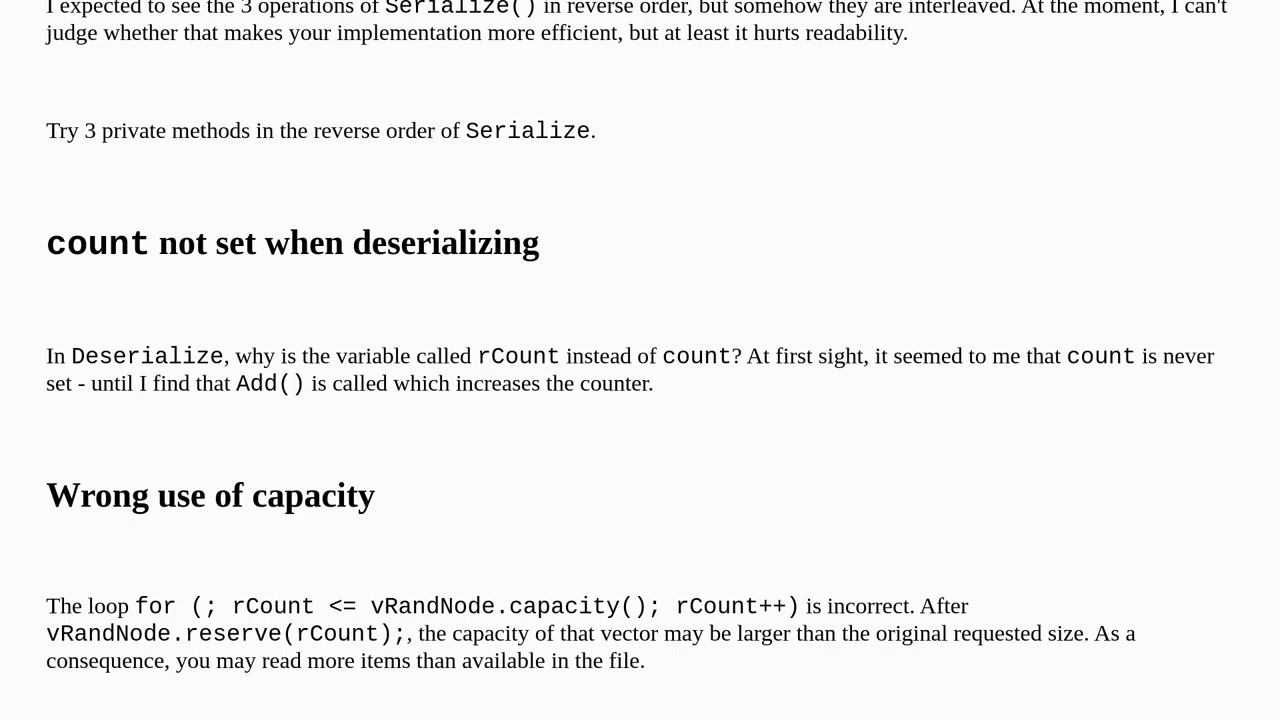 I expected to see the 3 operations of Serialize() in reverse order, but somehow they are interleaved. At the moment, I can't
judge whether that makes your implementation more efficient, but at least it hurts readability.
Try 3 private methods in the reverse order of Serialize.
count not set when deserializing
In Deserialize, why is the variable called rCount instead of count? At first sight, it seemed to me that count is never
set - until I find that Add() is called which increases the counter.
Wrong use of capacity
The loop for (; rCount <= vRandNode.capacity(); rCount++) is incorrect. After
vRandNode.reserve(rCount);, the capacity of that vector may be larger than the original requested size. As a
consequence, you may read more items than available in the file.